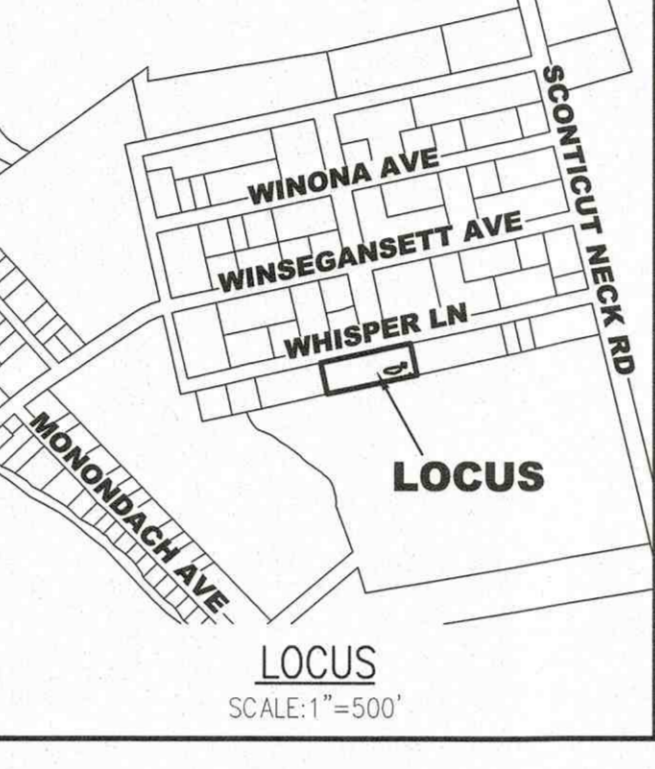 SCONTICUT NECK RD
WINONA AVE
WINSEGANSETT AVE
WHISPER LN
LOCUS
MONONDACH AVE
LOCUS
SCALE: 1"=500'